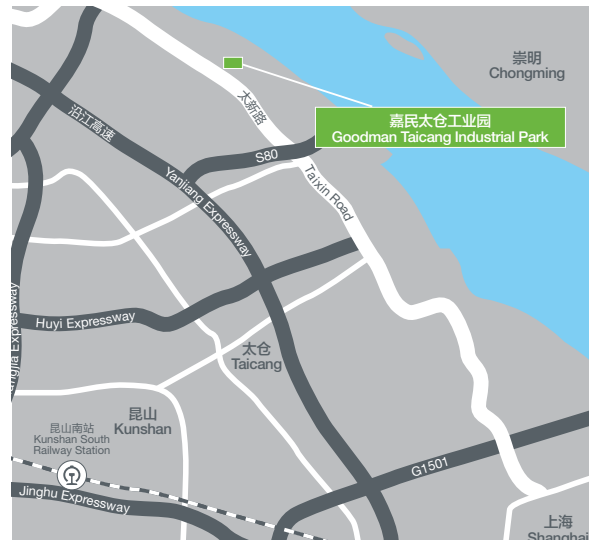 崇明
Chongming
嘉民太仓工业园
Goodman Taicang Industrial Park
太新路
沿江高速
S80
Yanjiang Expressway
Taixin Road
Huyi Expressway
Expressway
太仓
Taicang
昆山
Kunshan
昆山南站
Kunshan South
Railway Station
G1501
Jinghu Expressway
上海
Shanghai